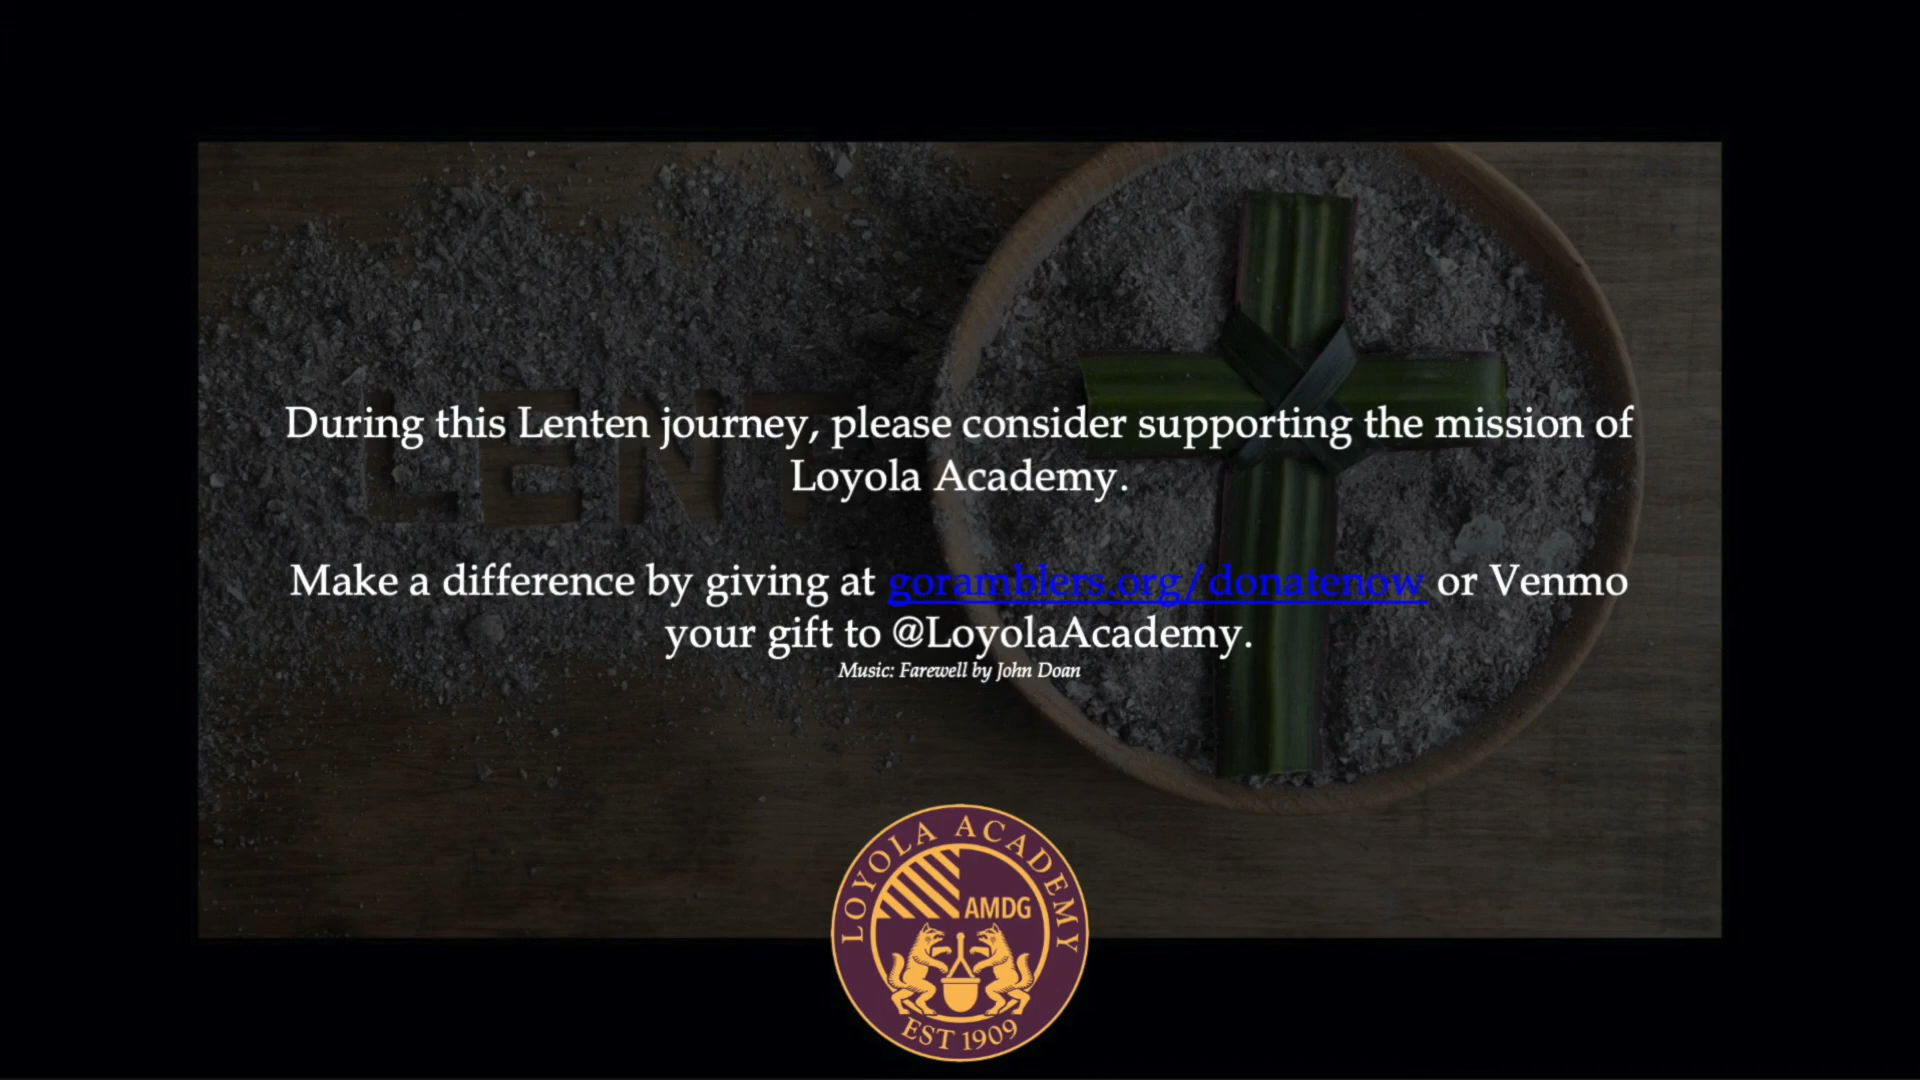 LENT
During this Lenten journey, please consider supporting the mission of
Loyola Academy.
Make a difference by giving at goramblers.org/donatenow or Venmo
your gift to @LoyolaAcademy.
Music: Farewell by John Doan
LOYOLA ACADEMY
AMDG
EST 1909